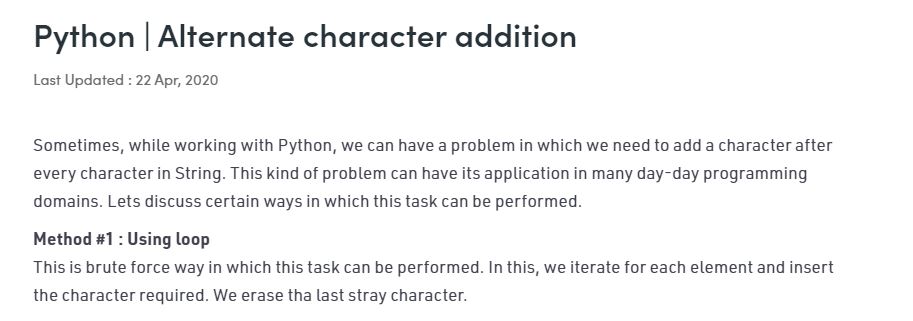 Python | Alternate character addition
Last Updated : 22 Apr, 2020
Sometimes, while working with Python, we can have a problem in which we need to add a character after
every character in String. This kind of problem can have its application in many day-day programming
domains. Lets discuss certain ways in which this task can be performed.
Method #1 : Using loop
This is brute force way in which this task can be performed. In this, we iterate for each element and insert
the character required. We erase tha last stray character.